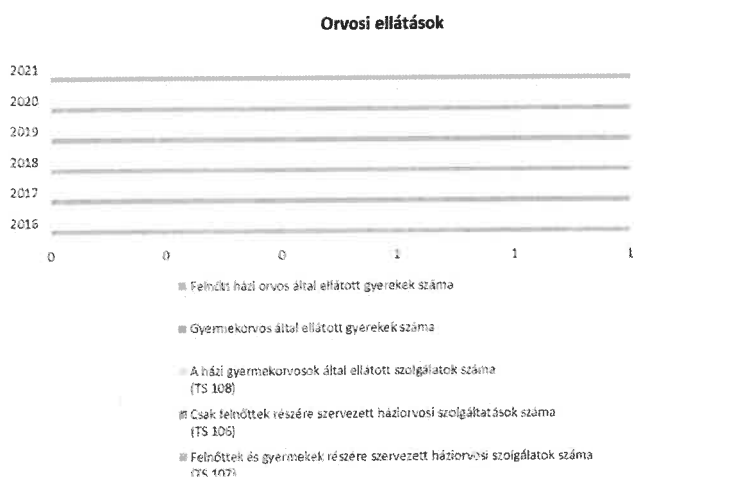 Orvosi ellátások
2021
2020
2019
2018
2017
2016
0 0 0 1 1 1
Felnőtt házi orvos által ellátott gyerekek száma
Gyermekorvos által ellátott gyerekek száma
A házi gyermekorvosok által ellátott szolgálatok száma
(TS 108)
Csak felnőttek részére szervezett háziorvosi szolgáltatások száma
(TS 106)
Felnőttek és gyermekek részére szervezett háziorvosi szolgálatok száma
(TS 107)